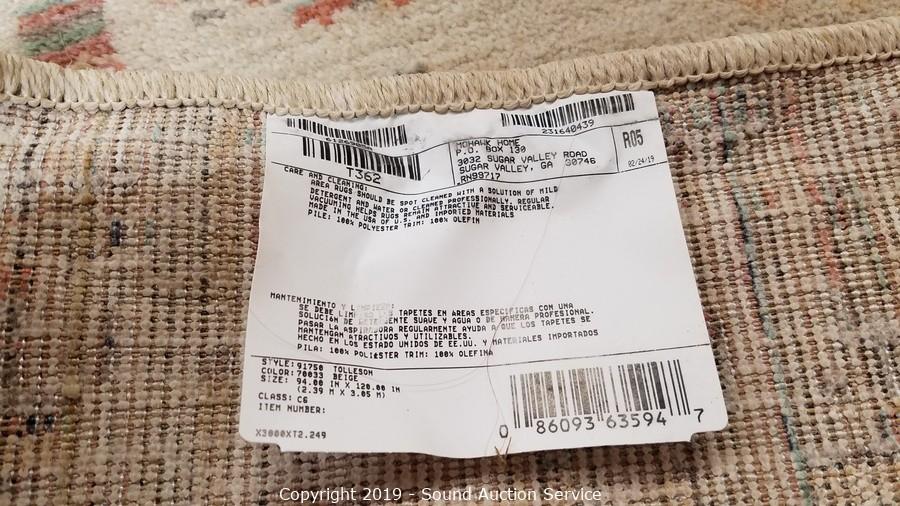 231640439
T362
MOHAWK HOME
P.O. BOX 130
3032 SUGAR VALLEY ROAD
SUGAR VALLEY, GA 30746
RN99717
R05
02/24/19
CARE AND CLEANING:
AREA RUGS SHOULD BE SPOT CLEANED WITH A SOLUTION OF MILD
DETERGENT AND WATER OR CLEANED PROFESSIONALLY. REGULAR
VACUUMING HELPS RUGS REMAIN ATTRACTIVE AND SERVICEABLE.
MADE IN THE USA OF U.S. AND IMPORTED MATERIALS
PILE: 100% POLYESTER TRIM: 100% OLEFIN
MANTENIMIENTO Y LIMPIEZA:
SE DEBE LIMPIAR LOS TAPETES EN AREAS ESPECIFICAS CON UNA
SOLUCION DE DETERGENTE SUAVE Y AGUA O DE MANERA PROFESIONAL.
PASAR LA ASPIRADORA REGULARMENTE AYUDA A QUE LOS TAPETES SE
MANTENGAN ATRACTIVOS Y UTILIZABLES.
HECHO EN LOS ESTADO UNIDOS DE EE.UU. Y MATERIALES IMPORTADOS
PILA: 100% POLIESTER TRIM: 100% OLEFINA
STYLE: 91750 TOLLESON
COLOR: 70033 BEIGE
SIZE: 94.00 IN X 120.00 IN
(2.39 M X 3.05 M)
CLASS: C6
ITEM NUMBER:
X3000XT2.249
0 86093 63594 7
Copyright 2019 - Sound Auction Service